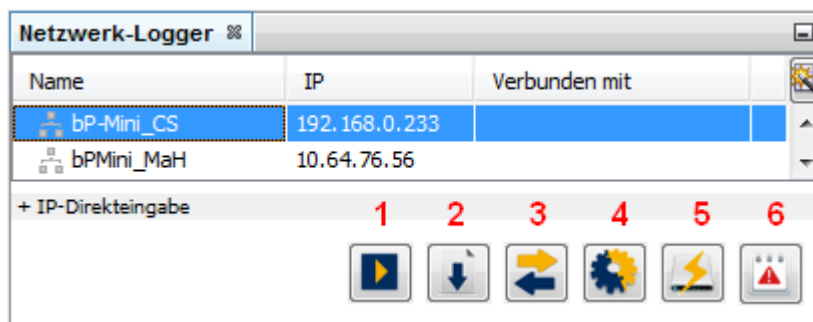 Netzwerk-Logger
Name IP Verbunden mit
bP-Mini_CS 192.168.0.233
bPMini_MaH 10.64.76.56
+ IP-Direkteingabe
1 2 3 4 5 6